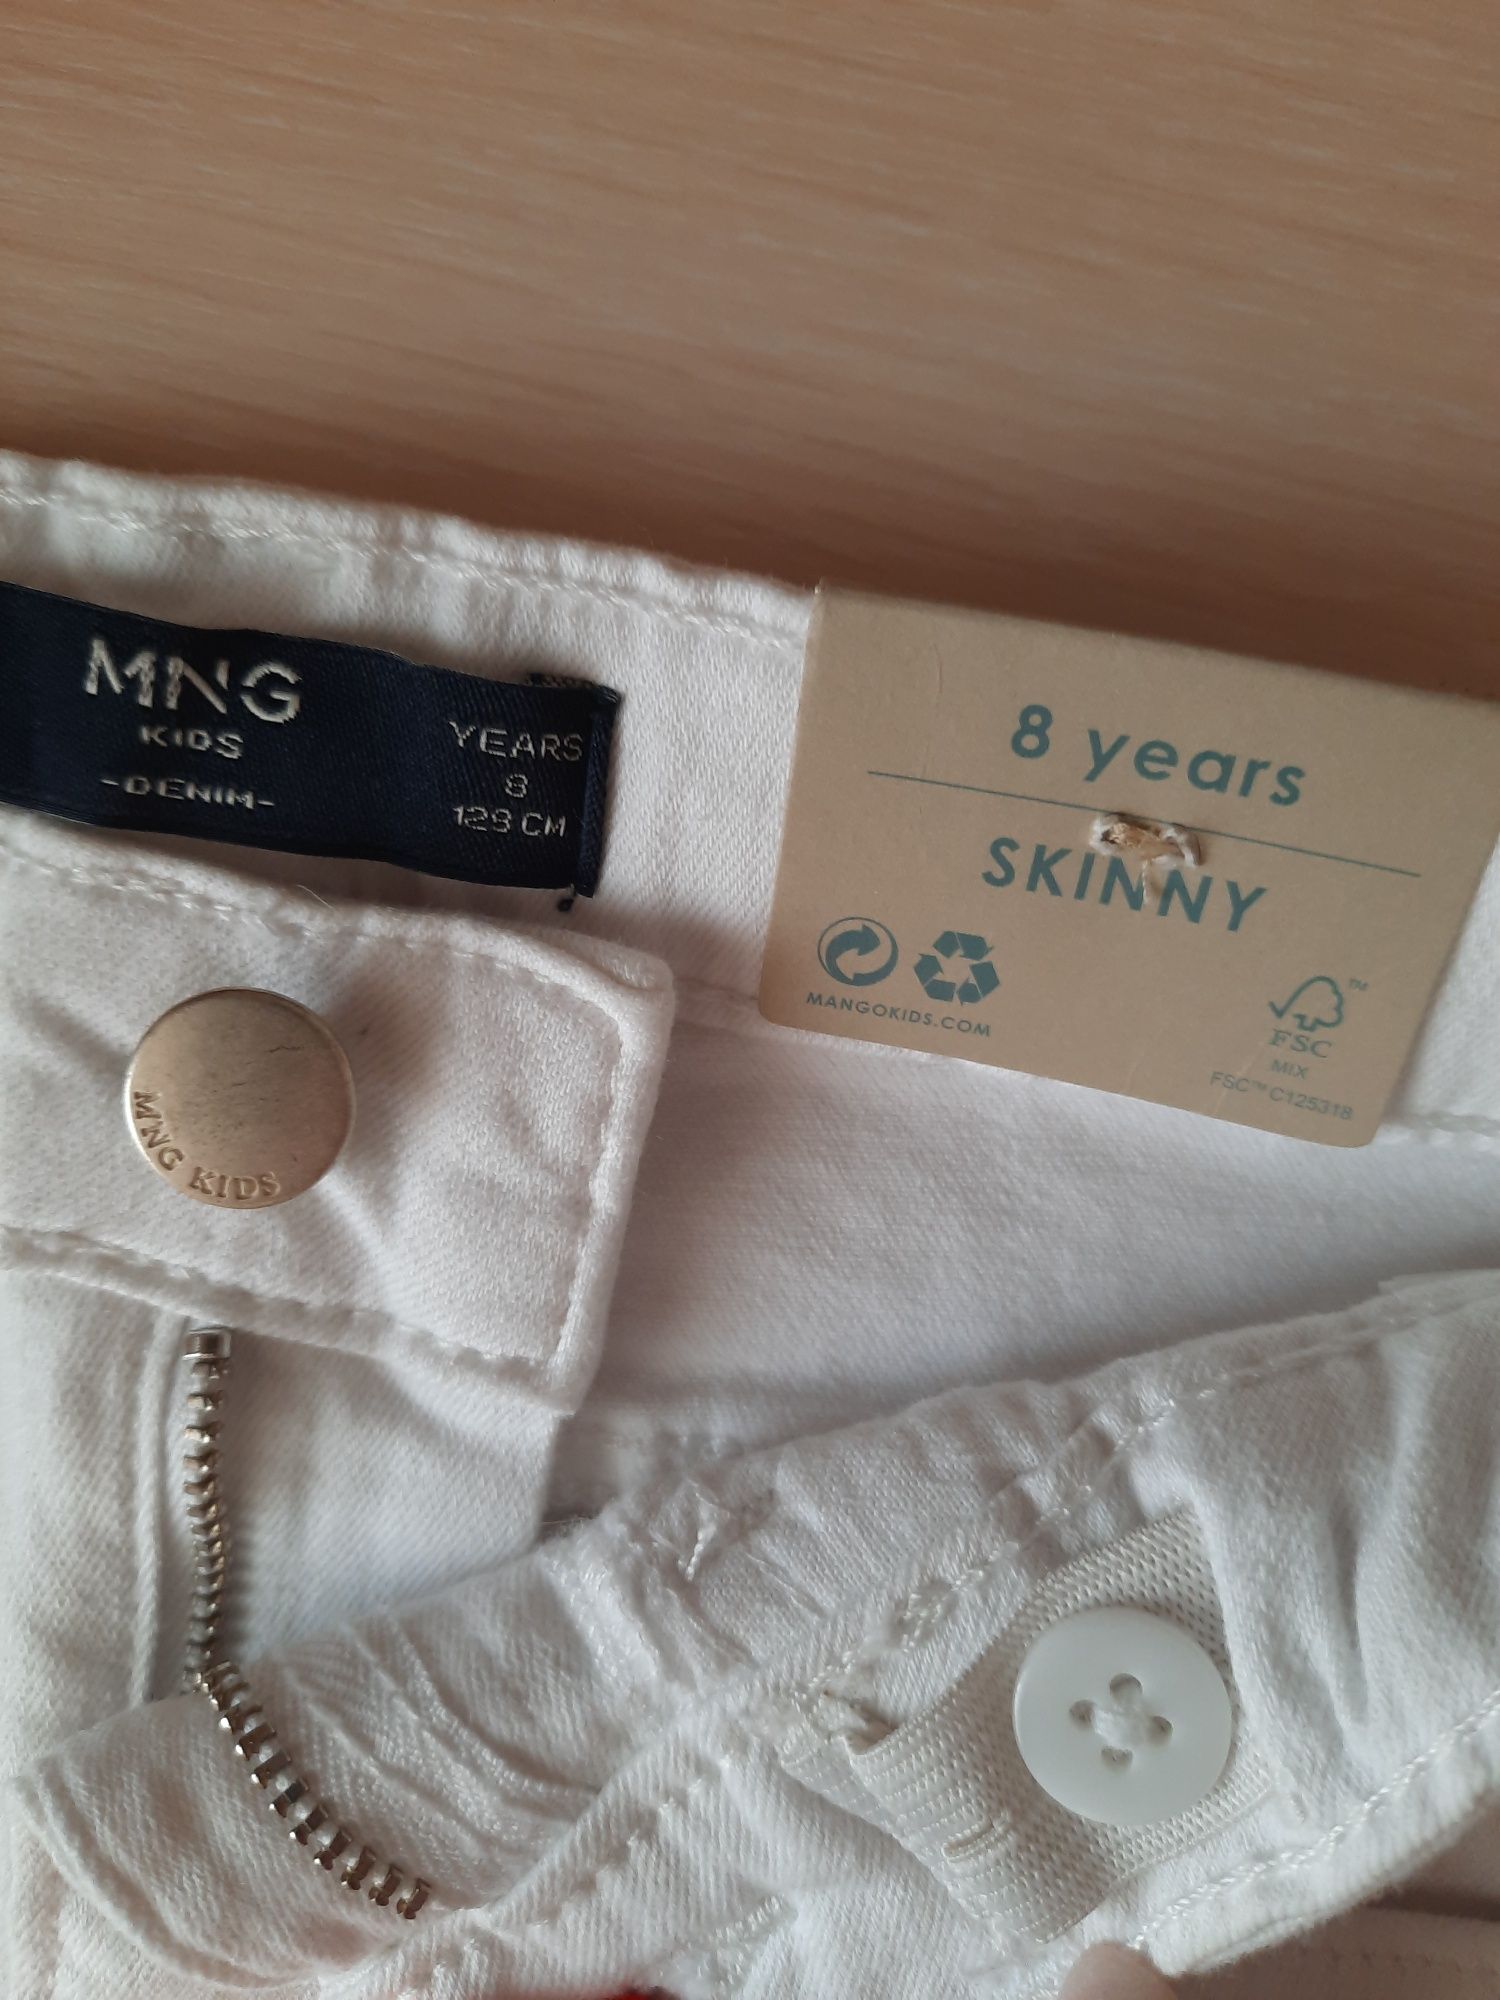 MNG
KIDS
-DENIM-
YEARS
8
128 CM
8 years
SKINNY
MANGOKIDS.COM
FSC
MIX
FSC™ C125318
MNG KIDS